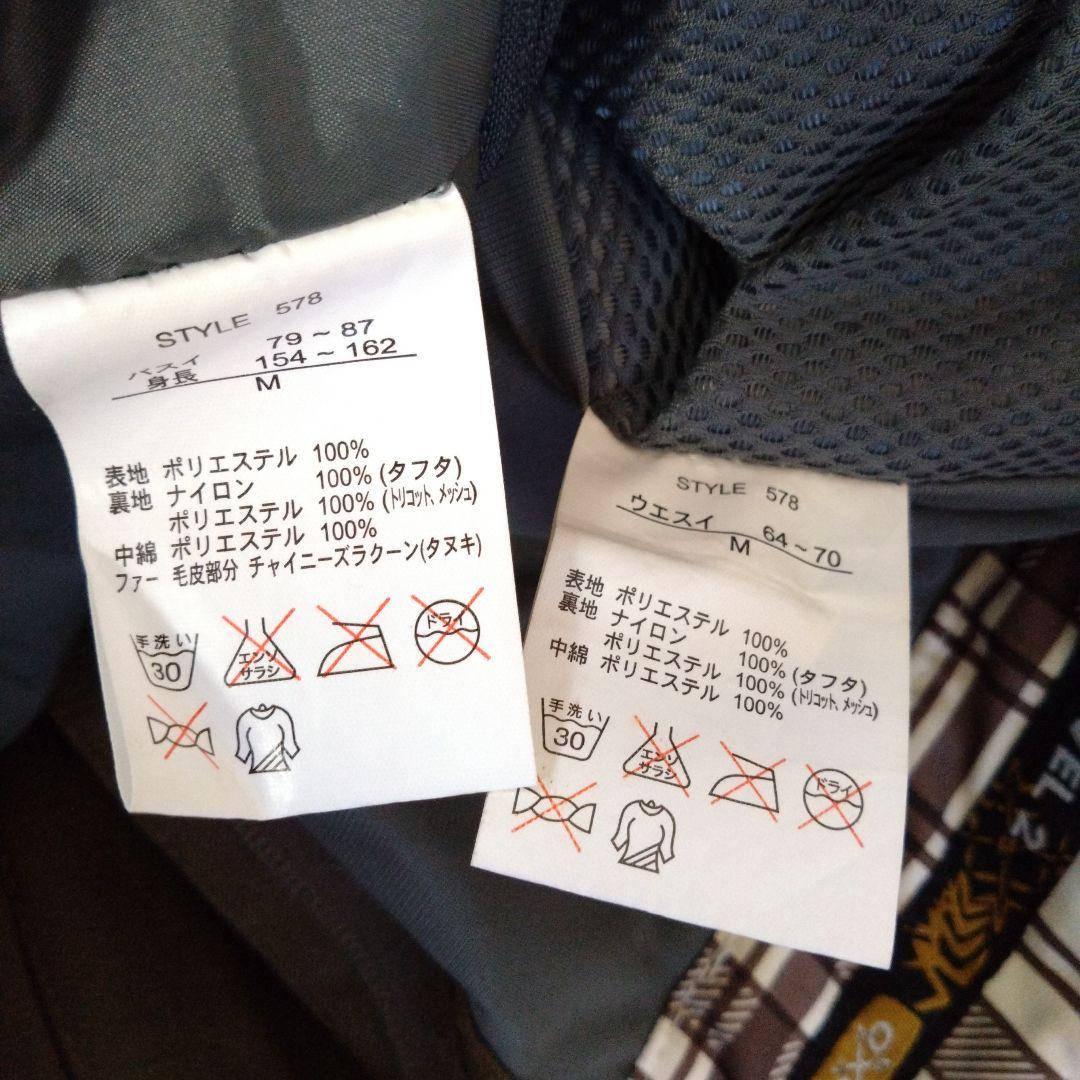 STYLE 578
バスイ 79～87
身長 154～162
M
表地 ポリエステル 100%
裏地 ナイロン 100% (タフタ)
ポリエステル 100% (トリコット、メッシュ)
中綿 ポリエステル 100%
ファー 毛皮部分 チャイニーズラクーン(タヌキ)
手洗い
30
エンソ
サラシ
ドライ
STYLE 578
ウエスイ 64～70
M
表地 ポリエステル 100%
裏地 ナイロン 100% (タフタ)
ポリエステル 100% (トリコット、メッシュ)
中綿 ポリエステル 100%
手洗い
30
エンソ
サラシ
ドライ
VEL 2